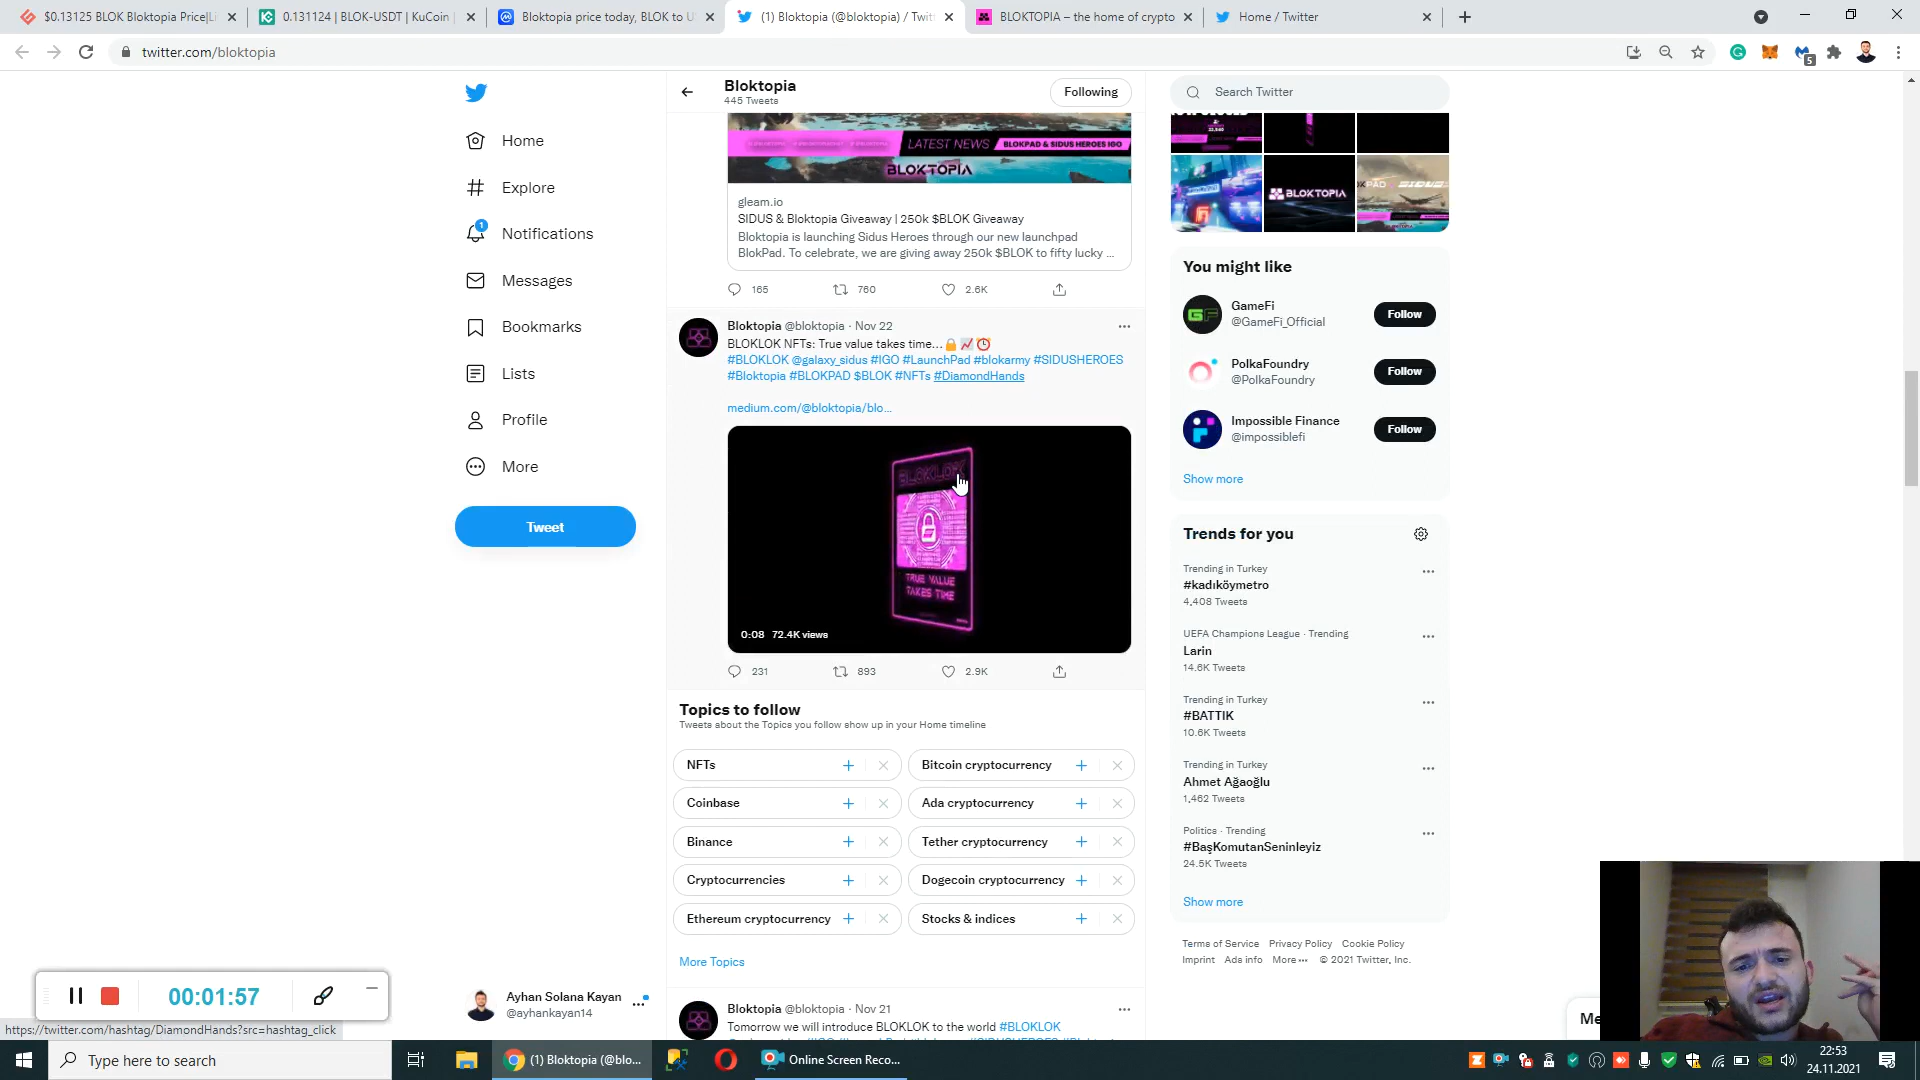 $0.13125 BLOK Bloktopia Price|Li
0.131124 | BLOK-USDT | KuCoin
Bloktopia price today, BLOK to U
(1) Bloktopia (@bloktopia) / Twitt
BLOKTOPIA – the home of crypto
Home / Twitter
twitter.com/bloktopia
5
Home
Explore
1
Notifications
Messages
Bookmarks
Lists
Profile
More
Tweet
Ayhan Solana Kayan
@ayhankayan14
Bloktopia
445 Tweets
Following
LATEST NEWS BLOKPAD & SIDUS HEROES IGO
BLOKTOPIA
gleam.io
SIDUS & Bloktopia Giveaway | 250k $BLOK Giveaway
Bloktopia is launching Sidus Heroes through our new launchpad
BlokPad. To celebrate, we are giving away 250k $BLOK to fifty lucky ...
165 760 2.6K
Bloktopia @bloktopia · Nov 22
BLOKLOK NFTs: True value takes time...
#BLOKLOK @galaxy_sidus #IGO #LaunchPad #blokarmy #SIDUSHEROES
#Bloktopia #BLOKPAD $BLOK #NFTs #DiamondHands
medium.com/@bloktopia/blo...
BLOKLOK
TRUE VALUE
TAKES TIME
0:08 72.4K views
231 893 2.9K
Topics to follow
Tweets about the Topics you follow show up in your Home timeline
NFTs
Bitcoin cryptocurrency
Coinbase
Ada cryptocurrency
Binance
Tether cryptocurrency
Cryptocurrencies
Dogecoin cryptocurrency
Ethereum cryptocurrency
Stocks & indices
More Topics
Bloktopia @bloktopia · Nov 21
Tomorrow we will introduce BLOKLOK to the world #BLOKLOK
Search Twitter
BLOKTOPIA
You might like
GameFi
@GameFi_Official
Follow
PolkaFoundry
@PolkaFoundry
Follow
Impossible Finance
@impossiblefi
Follow
Show more
Trends for you
Trending in Turkey
#kadıköymetro
4,408 Tweets
UEFA Champions League · Trending
Larin
14.6K Tweets
Trending in Turkey
#BATTIK
10.6K Tweets
Trending in Turkey
Ahmet Ağaoğlu
1,462 Tweets
Politics · Trending
#BaşKomutanSeninleyiz
24.5K Tweets
Show more
Terms of Service Privacy Policy Cookie Policy
Imprint Ads info More ··· © 2021 Twitter, Inc.
00:01:57
https://twitter.com/hashtag/DiamondHands?src=hashtag_click
Type here to search
(1) Bloktopia (@blo...
Online Screen Reco...
22:53
24.11.2021